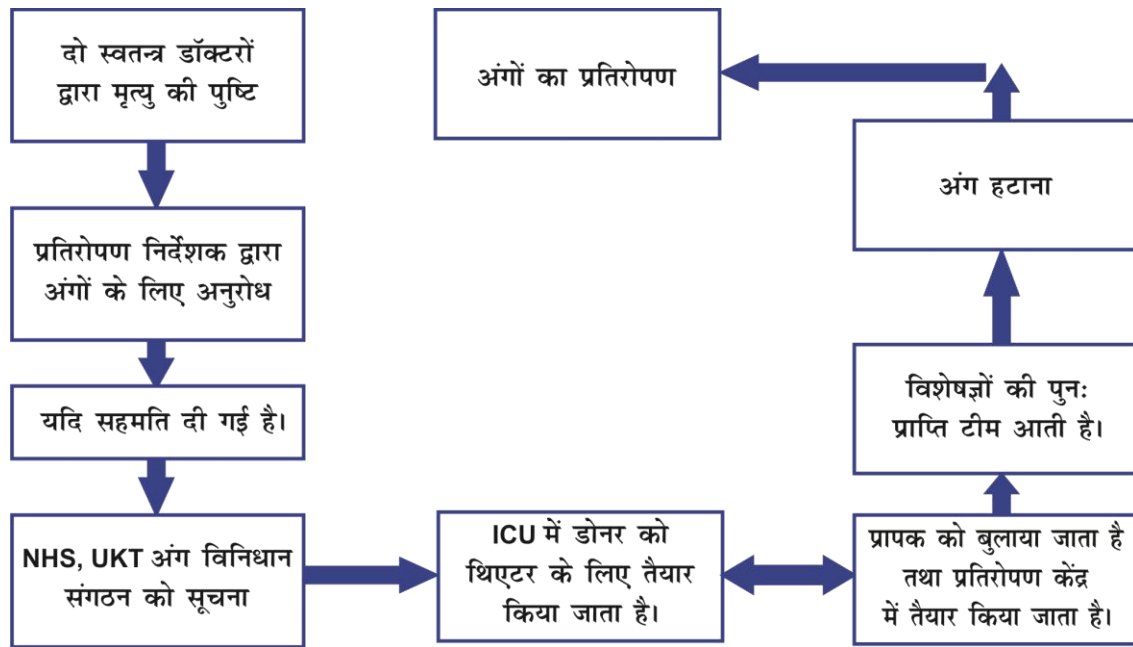 दो स्वतन्त्र डॉक्टरों
द्वारा मृत्यु की पुष्टि
प्रतिरोपण निर्देशक द्वारा
अंगों के लिए अनुरोध
यदि सहमति दी गई है।
NHS, UKT अंग विनिधान
संगठन को सूचना
ICU में डोनर को
थिएटर के लिए तैयार
किया जाता है।
प्रापक को बुलाया जाता है
तथा प्रतिरोपण केंद्र
में तैयार किया जाता है।
विशेषज्ञों की पुनः
प्राप्ति टीम आती है।
अंग हटाना
अंगों का प्रतिरोपण